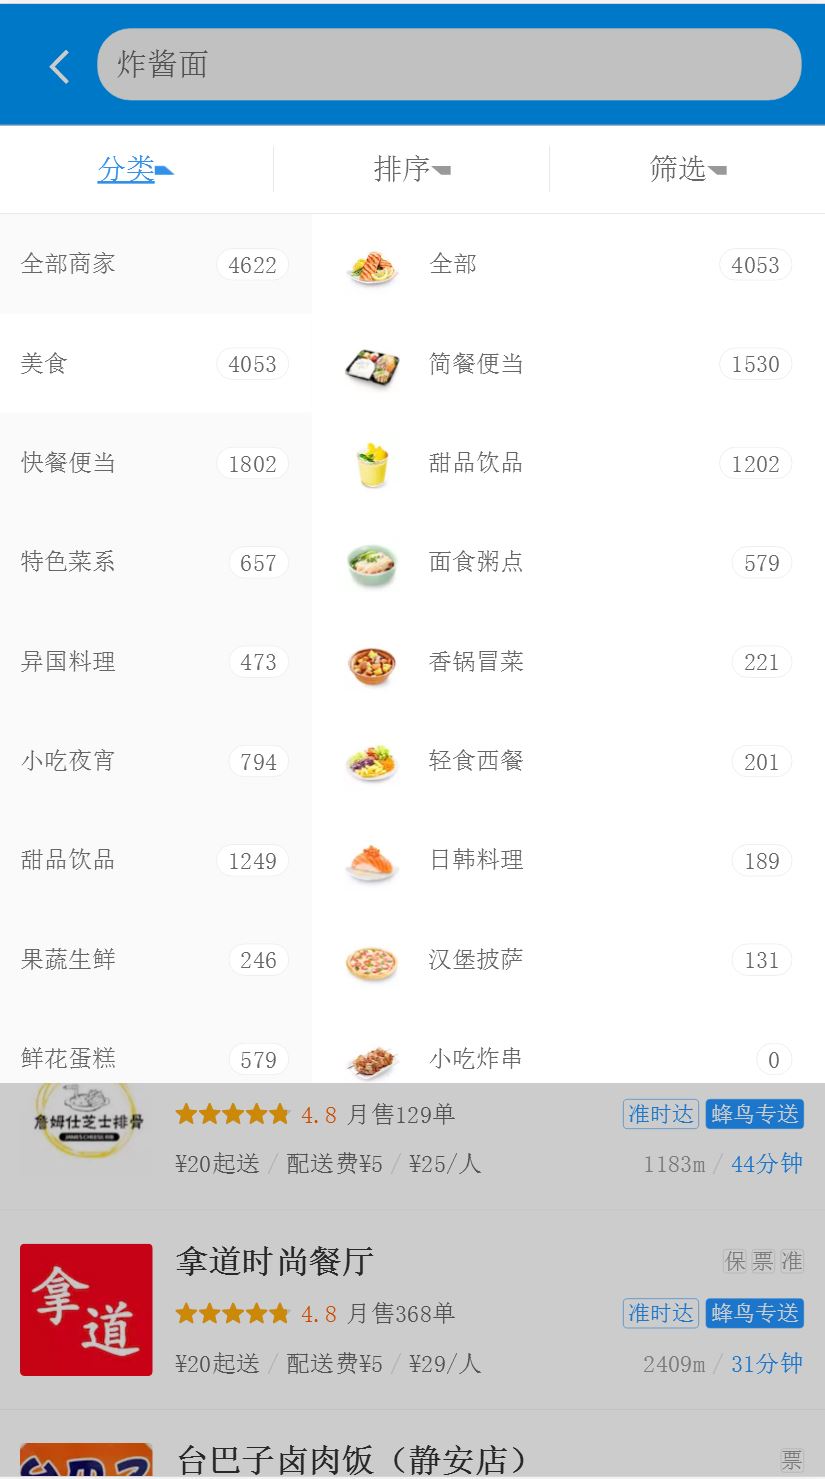 炸酱面
分类 排序 筛选
全部商家 4622 全部 4053
美食 4053 简餐便当 1530
快餐便当 1802 甜品饮品 1202
特色菜系 657 面食粥点 579
异国料理 473 香锅冒菜 221
小吃夜宵 794 轻食西餐 201
甜品饮品 1249 日韩料理 189
果蔬生鲜 246 汉堡披萨 131
鲜花蛋糕 579 小吃炸串 0
詹姆仕芝士排骨
JAMES CHEESE RIB
4.8 月售129单 准时达 蜂鸟专送
¥20起送 / 配送费¥5 / ¥25/人 1183m / 44分钟
拿道
拿道时尚餐厅 保 票 准
4.8 月售368单 准时达 蜂鸟专送
¥20起送 / 配送费¥5 / ¥29/人 2409m / 31分钟
台巴子
台巴子卤肉饭（静安店） 票